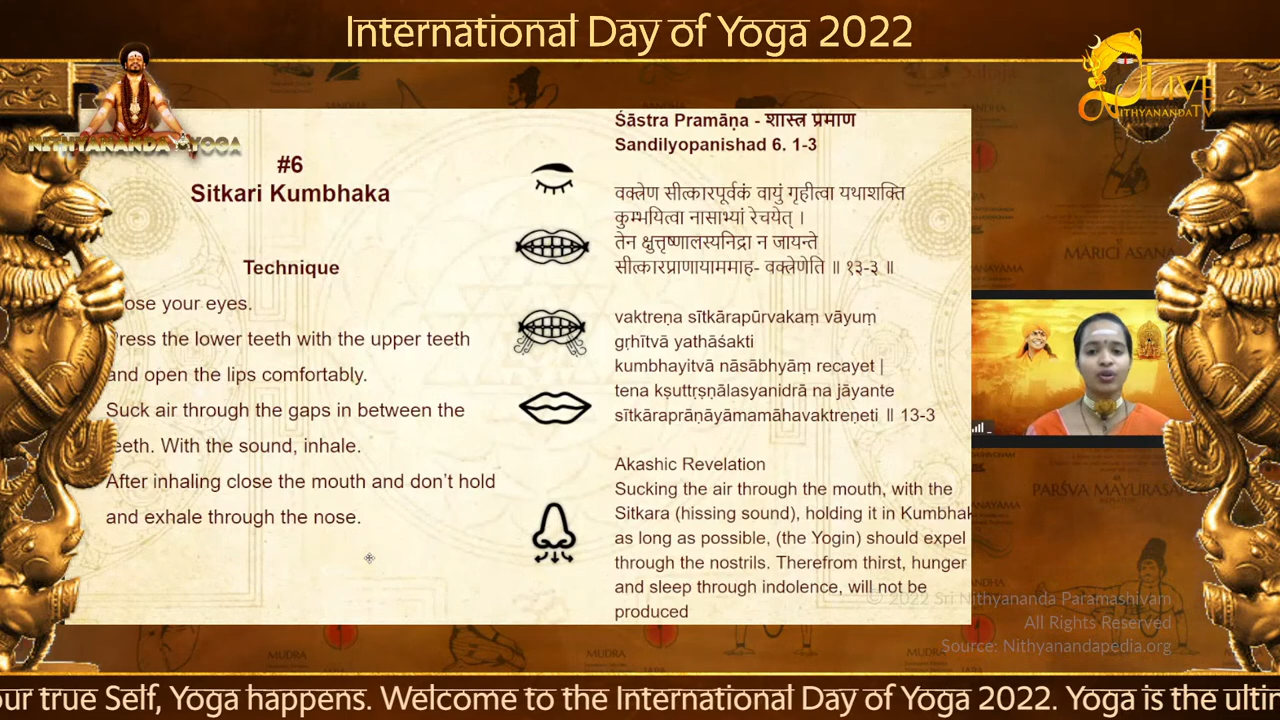 International Day of Yoga 2022
NITHYANANDA YOGA
LIVE
NITHYANANDA TV
#6
Sitkari Kumbhaka
Technique
ose your eyes.
Press the lower teeth with the upper teeth
and open the lips comfortably.
Suck air through the gaps in between the
teeth. With the sound, inhale.
After inhaling close the mouth and don't hold
and exhale through the nose.
Śāstra Pramāṇa - शास्त्र प्रमाण
Sandilyopanishad 6. 1-3
वक्त्रेण सीत्कारपूर्वकं वायुं गृहीत्वा यथाशक्ति
कुम्भयित्वा नासाभ्यां रेचयेत् ।
तेन क्षुत्तृष्णालस्यनिद्रा न जायन्ते
सीत्कारप्राणायाममाह- वक्त्रेणेति ॥ १३-३ ॥
vaktreṇa sītkārapūrvakaṃ vāyuṃ
gṛhītvā yathāśakti
kumbhayitvā nāsābhyāṃ recayet |
tena kṣuttṛṣṇālasyanidrā na jāyante
sītkāraprāṇāyāmamāhavaktreṇeti ॥ 13-3
Akashic Revelation
Sucking the air through the mouth, with the
Sitkara (hissing sound), holding it in Kumbhak
as long as possible, (the Yogin) should expel
through the nostrils. Therefrom thirst, hunger
and sleep through indolence, will not be
produced
MARICI ASANA
PARŚVA MAYURASA
MUDRA
MUDRA
MUDRA
© 2022 Sri Nithyananda Paramashivam
All Rights Reserved
Source: Nithyanandapedia.org
our true Self, Yoga happens. Welcome to the International Day of Yoga 2022. Yoga is the ultin